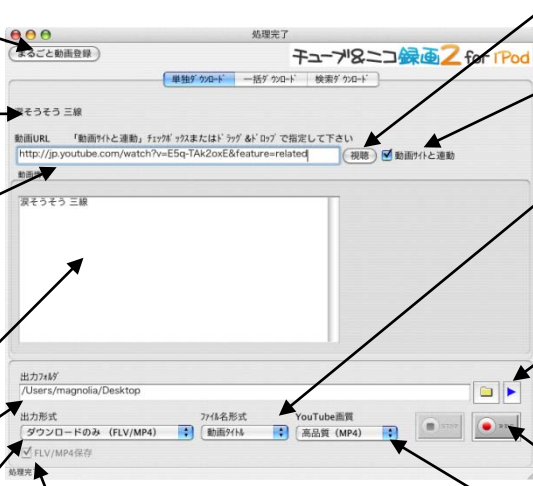 処理完了
まるごと動画登録
チューブ&ニコ録画2 for iPod
単独ダウンロード 一括ダウンロード 検索ダウンロード
涙そうそう 三線
動画URL 「動画サイトと連動」チェックボックスまたはドラッグ&ドロップで指定して下さい
http://jp.youtube.com/watch?v=E5q-TAk2oxE&feature=related 視聴 動画サイトと連動
涙そうそう 三線
出力フォルダ
/Users/magnolia/Desktop
出力形式 ファイル名形式 YouTube画質
ダウンロードのみ (FLV/MP4) 動画タイトル 高品質 (MP4) STOP
FLV/MP4保存
処理完